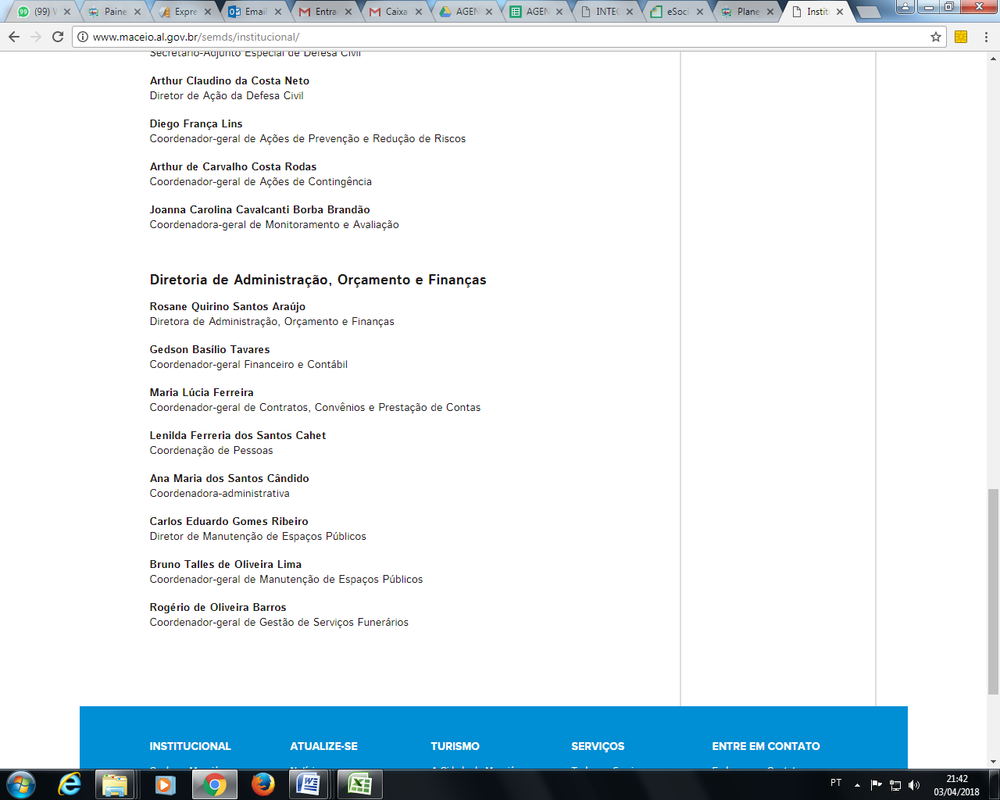 (99) W
Paine
Expre
Email
Entra
Caixa
AGEN
AGEN
INTEG
eSoci
Plane
Institu
www.maceio.al.gov.br/semds/institucional/
Secretário-Adjunto Especial de Defesa Civil
Arthur Claudino da Costa Neto
Diretor de Ação da Defesa Civil
Diego França Lins
Coordenador-geral de Ações de Prevenção e Redução de Riscos
Arthur de Carvalho Costa Rodas
Coordenador-geral de Ações de Contingência
Joanna Carolina Cavalcanti Borba Brandão
Coordenadora-geral de Monitoramento e Avaliação
Diretoria de Administração, Orçamento e Finanças
Rosane Quirino Santos Araújo
Diretora de Administração, Orçamento e Finanças
Gedson Basílio Tavares
Coordenador-geral Financeiro e Contábil
Maria Lúcia Ferreira
Coordenador-geral de Contratos, Convênios e Prestação de Contas
Lenilda Ferreria dos Santos Cahet
Coordenação de Pessoas
Ana Maria dos Santos Cândido
Coordenadora-administrativa
Carlos Eduardo Gomes Ribeiro
Diretor de Manutenção de Espaços Públicos
Bruno Talles de Oliveira Lima
Coordenador-geral de Manutenção de Espaços Públicos
Rogério de Oliveira Barros
Coordenador-geral de Gestão de Serviços Funerários
INSTITUCIONAL
ATUALIZE-SE
TURISMO
SERVIÇOS
ENTRE EM CONTATO
PT
21:42
03/04/2018